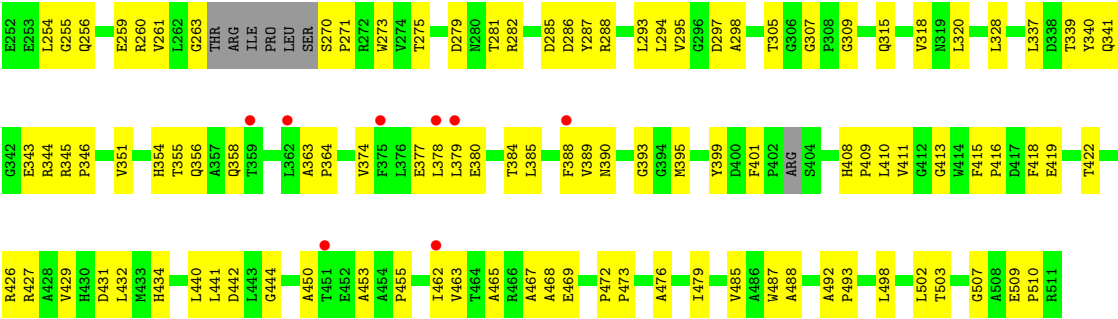 E252 E253 L254 G255 Q256 E259 R260 V261 L262 G263 THR ARG ILE PRO LEU SER S270 P271 R272 W273 V274 T275 D279 N280 T281 R282 D285 D286 Y287 R288 L293 L294 V295 G296 D297 A298 T305 G306 G307 P308 G309 Q315 V318 N319 L320 L328 L337 D338 T339 Y340 Q341
G342 E343 R344 R345 P346 V351 H354 T355 Q356 A357 Q358 T359 L362 A363 P364 V374 F375 L376 E377 L378 L379 E380 T384 L385 F388 V389 N390 G393 G394 M395 Y399 D400 F401 P402 ARG S404 H408 P409 L410 V411 G412 G413 W414 F415 P416 D417 F418 E419 T422
R426 R427 A428 V429 H430 D431 L432 M433 H434 L440 L441 D442 L443 G444 A450 T451 E452 A453 A454 P455 I462 V463 T464 A465 R466 A467 A468 E469 P472 P473 A476 I479 V485 A486 W487 A488 A492 P493 L498 L502 T503 G507 A508 E509 P510 R511